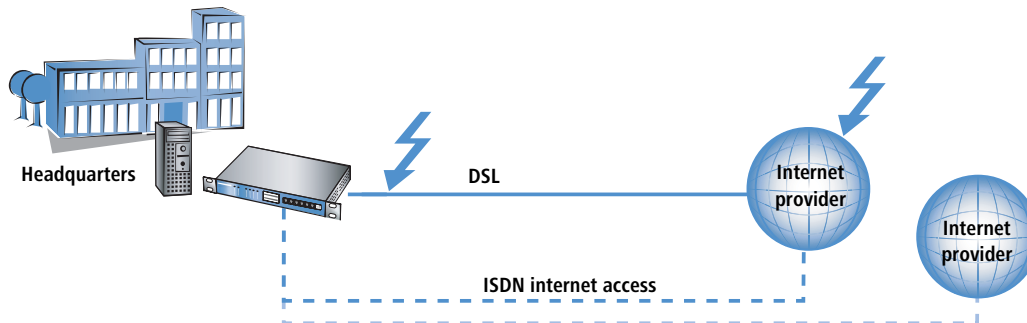 Headquarters
DSL
Internet
provider
Internet
provider
ISDN internet access